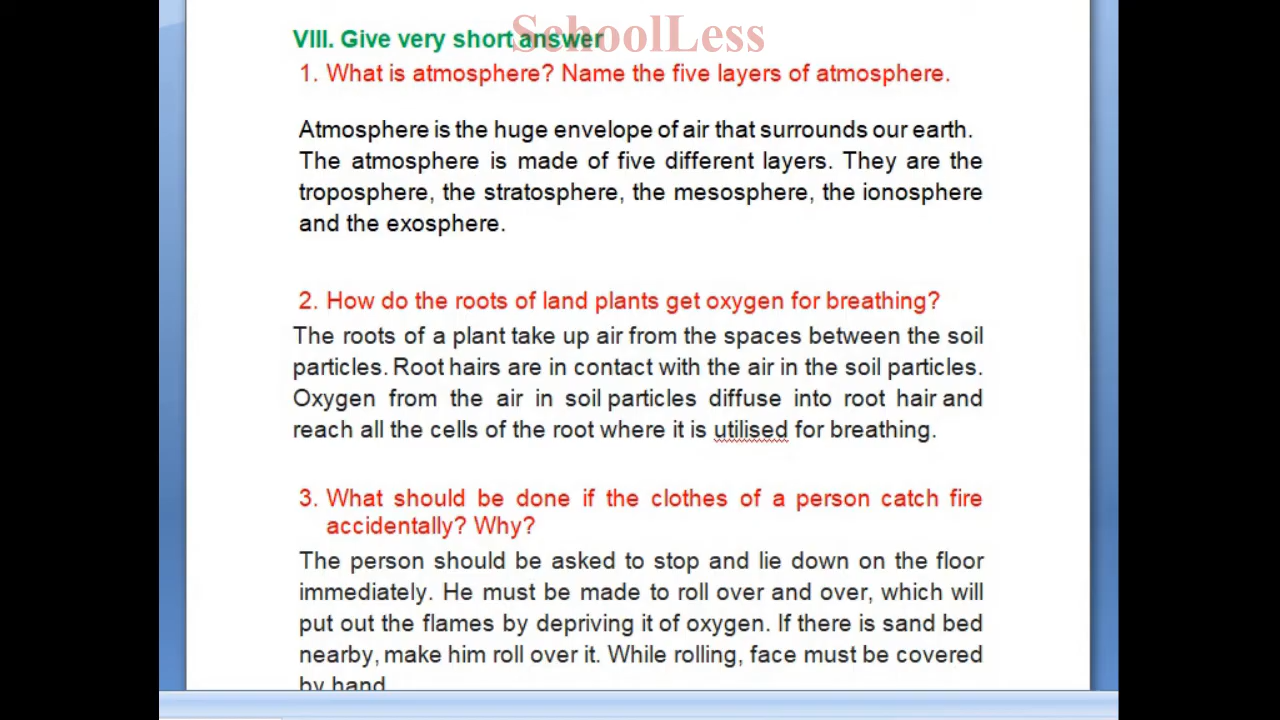 SchoolLess
VIII. Give very short answer
1. What is atmosphere? Name the five layers of atmosphere.
Atmosphere is the huge envelope of air that surrounds our earth.
The atmosphere is made of five different layers. They are the
troposphere, the stratosphere, the mesosphere, the ionosphere
and the exosphere.
2. How do the roots of land plants get oxygen for breathing?
The roots of a plant take up air from the spaces between the soil
particles. Root hairs are in contact with the air in the soil particles.
Oxygen from the air in soil particles diffuse into root hair and
reach all the cells of the root where it is utilised for breathing.
3. What should be done if the clothes of a person catch fire
accidentally? Why?
The person should be asked to stop and lie down on the floor
immediately. He must be made to roll over and over, which will
put out the flames by depriving it of oxygen. If there is sand bed
nearby, make him roll over it. While rolling, face must be covered
by hand